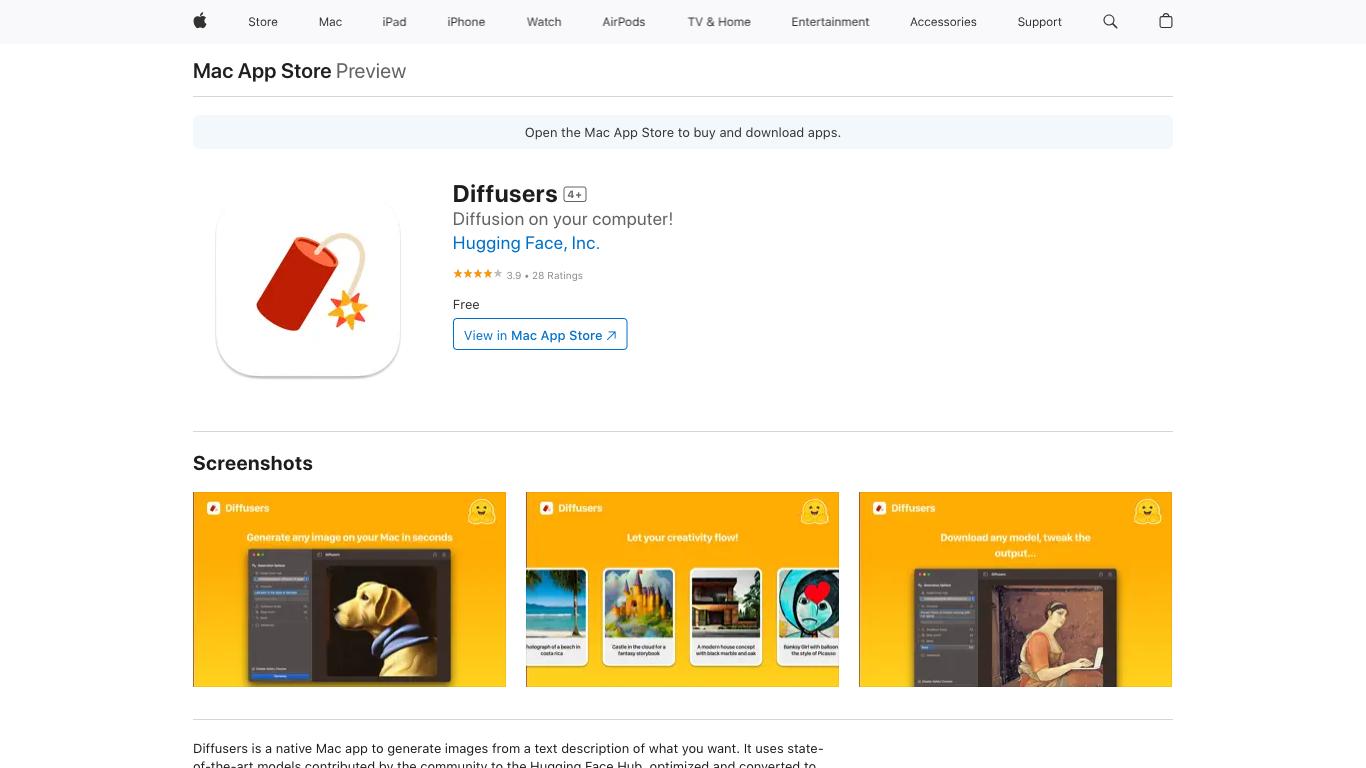 Store Mac iPad iPhone Watch AirPods TV & Home Entertainment Accessories Support
Mac App Store Preview
Open the Mac App Store to buy and download apps.
Diffusers 4+
Diffusion on your computer!
Hugging Face, Inc.
3.9 • 28 Ratings
Free
View in Mac App Store
Screenshots
Diffusers
Generate any image on your Mac in seconds
Diffusers
Diffusers
Let your creativity flow!
hotograph of a beach in
costa rica
Castle in the cloud for a
fantasy storybook
A modern house concept
with black marble and oak
Banksy Girl with balloon
the style of Picasso
Diffusers
Download any model, tweak the
output...
Diffusers
Diffusers is a native Mac app to generate images from a text description of what you want. It uses state-
of-the-art models contributed by the community to the Hugging Face Hub, optimized and converted to